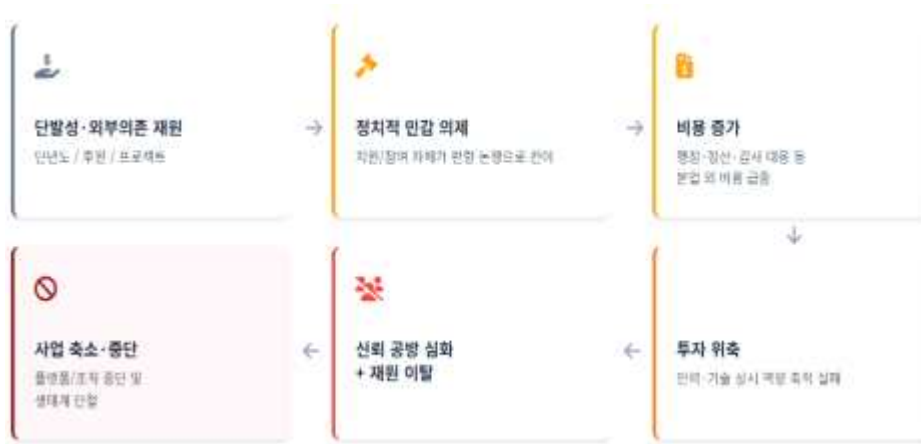 단발성·외부의존 재원
단년도 / 후원 / 프로젝트
정치적 민감 의제
지원/참여 자체가 편향 논쟁으로 전이
비용 증가
행정·정산·감사 대응 등
본업 외 비용 급증
사업 축소·중단
플랫폼/조직 중단 및
생태계 단절
신뢰 공방 심화
+ 재원 이탈
투자 위축
인력·기술 상시 역량 축적 실패